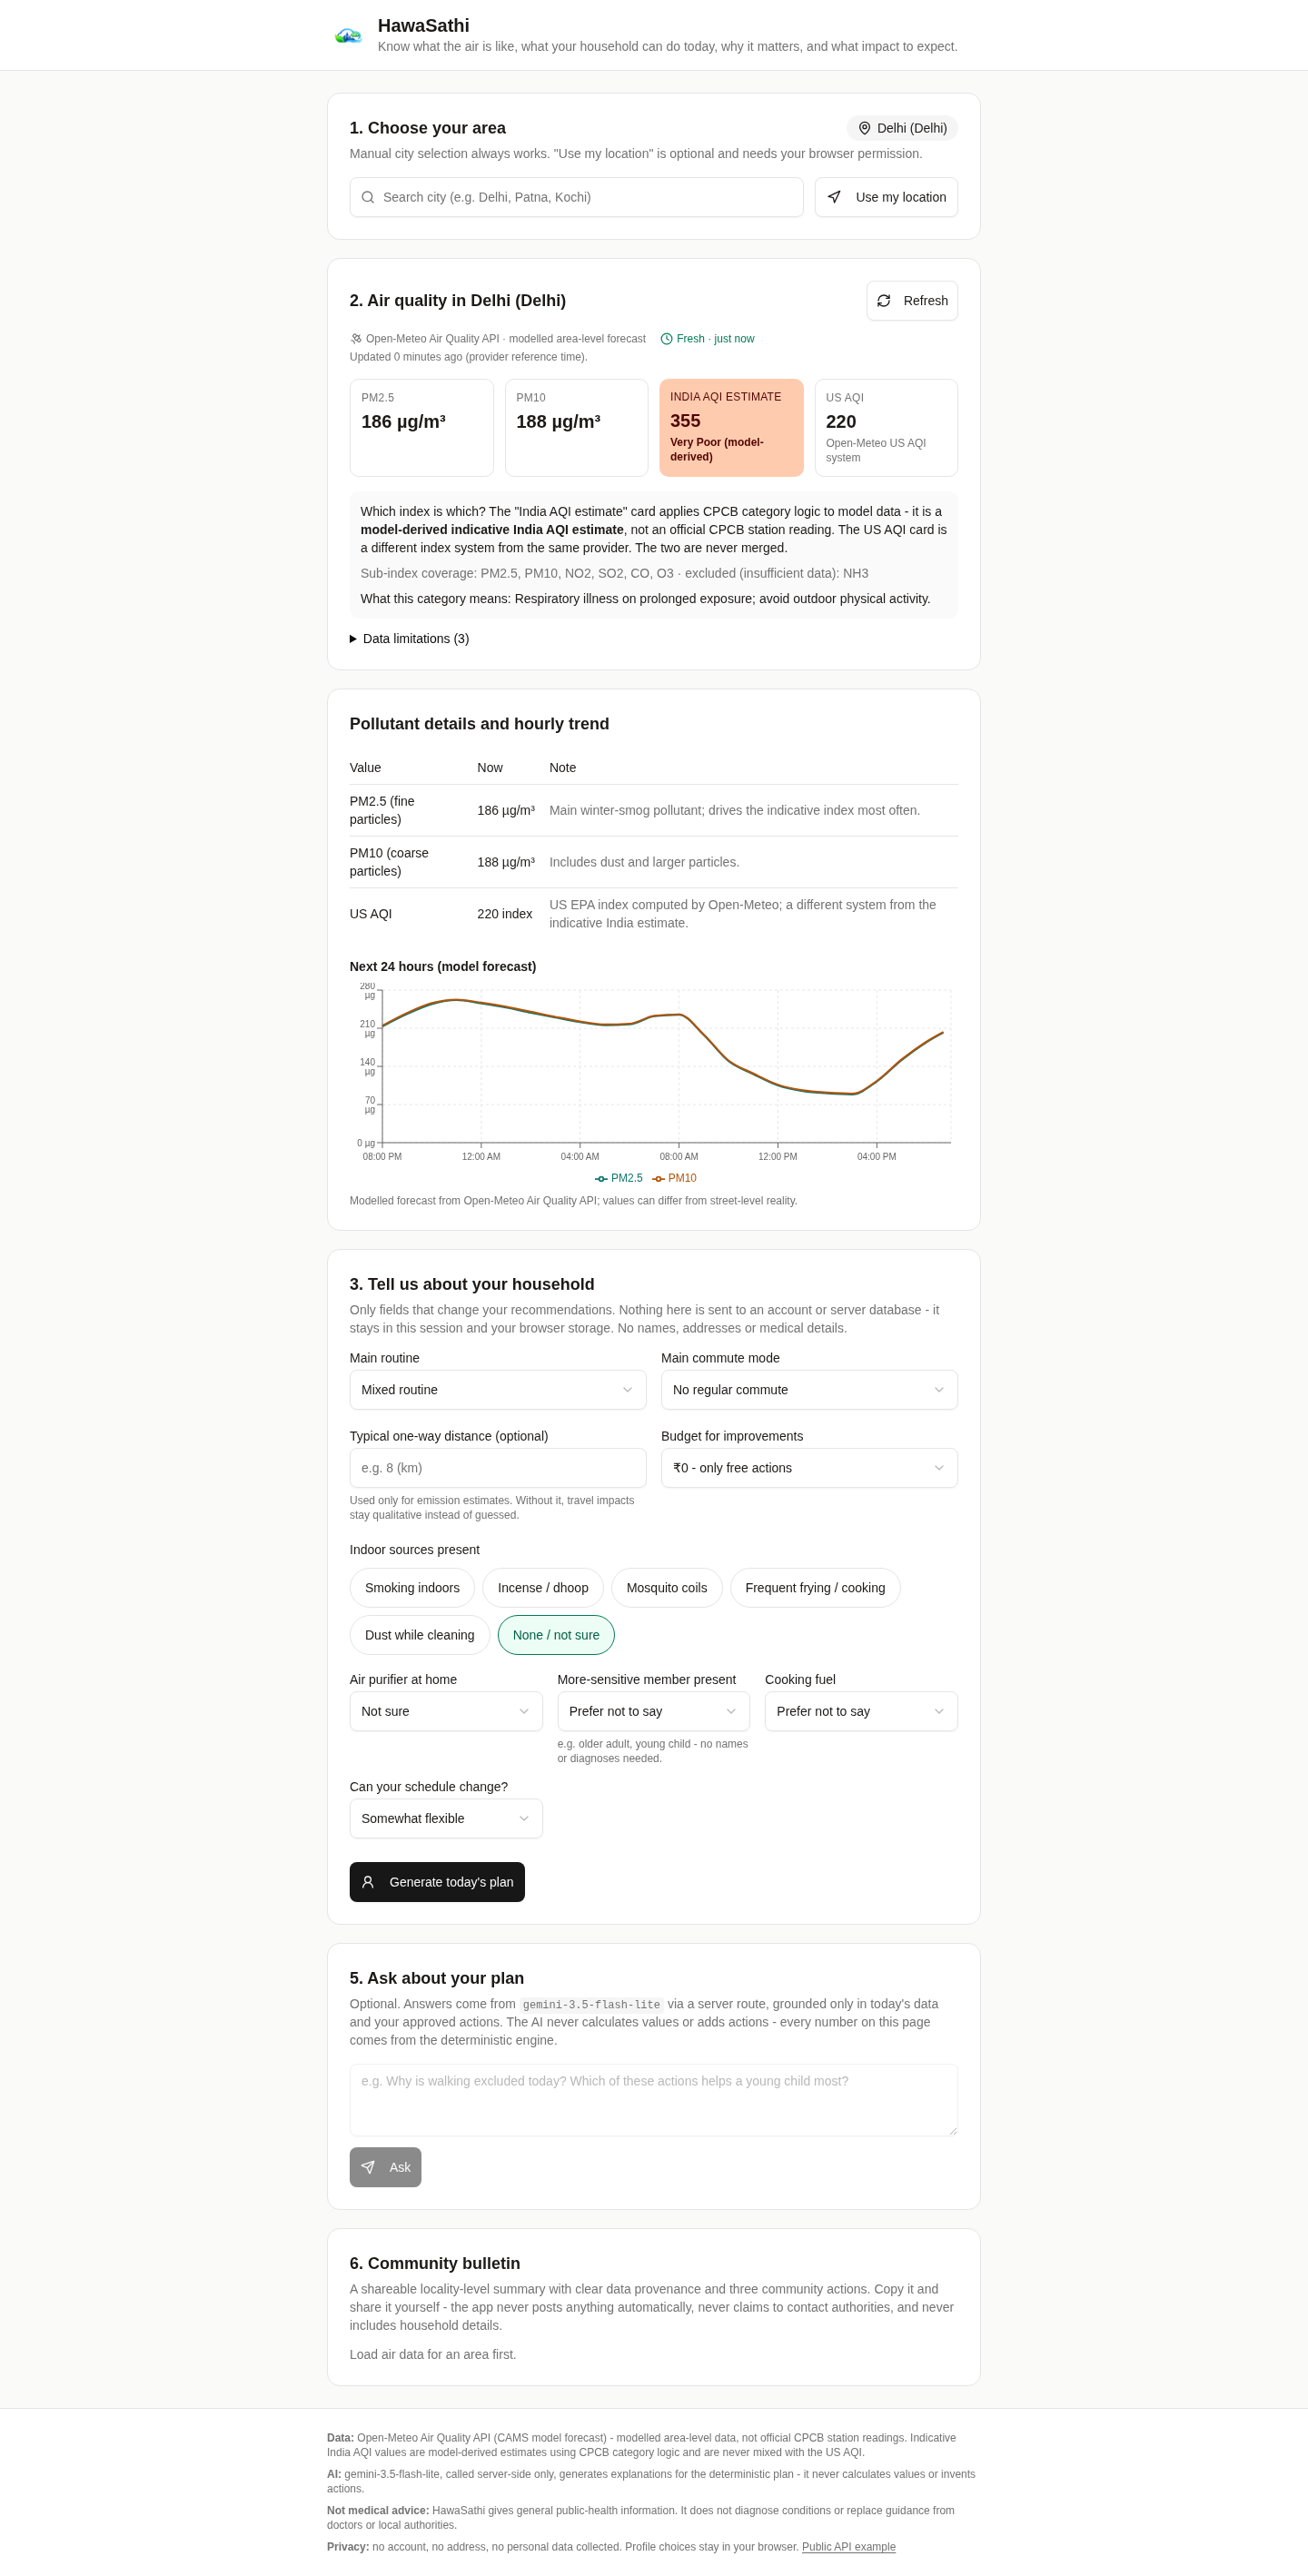 HawaSathi
Know what the air is like, what your household can do today, why it matters, and what impact to expect.
1. Choose your area
Delhi (Delhi)
Manual city selection always works. "Use my location" is optional and needs your browser permission.
Search city (e.g. Delhi, Patna, Kochi)
Use my location
2. Air quality in Delhi (Delhi)
Refresh
Open-Meteo Air Quality API · modelled area-level forecast
Fresh · just now
Updated 0 minutes ago (provider reference time).
PM2.5
186 µg/m³
PM10
188 µg/m³
INDIA AQI ESTIMATE
355
Very Poor (model-
derived)
US AQI
220
Open-Meteo US AQI
system
Which index is which? The "India AQI estimate" card applies CPCB category logic to model data - it is a
model-derived indicative India AQI estimate, not an official CPCB station reading. The US AQI card is
a different index system from the same provider. The two are never merged.
Sub-index coverage: PM2.5, PM10, NO2, SO2, CO, O3 · excluded (insufficient data): NH3
What this category means: Respiratory illness on prolonged exposure; avoid outdoor physical activity.
Data limitations (3)
Pollutant details and hourly trend
Value Now Note
PM2.5 (fine
particles)
186 µg/m³
Main winter-smog pollutant; drives the indicative index most often.
PM10 (coarse
particles)
188 µg/m³
Includes dust and larger particles.
US AQI
220 index
US EPA index computed by Open-Meteo; a different system from the
indicative India estimate.
Next 24 hours (model forecast)
280
µg
210
µg
140
µg
70
µg
0 µg
08:00 PM 12:00 AM 04:00 AM 08:00 AM 12:00 PM 04:00 PM
PM2.5 PM10
Modelled forecast from Open-Meteo Air Quality API; values can differ from street-level reality.
3. Tell us about your household
Only fields that change your recommendations. Nothing here is sent to an account or server database - it
stays in this session and your browser storage. No names, addresses or medical details.
Main routine
Mixed routine
Main commute mode
No regular commute
Typical one-way distance (optional)
e.g. 8 (km)
Used only for emission estimates. Without it, travel impacts
stay qualitative instead of guessed.
Budget for improvements
₹0 - only free actions
Indoor sources present
Smoking indoors
Incense / dhoop
Mosquito coils
Frequent frying / cooking
Dust while cleaning
None / not sure
Air purifier at home
Not sure
More-sensitive member present
Prefer not to say
e.g. older adult, young child - no names
or diagnoses needed.
Cooking fuel
Prefer not to say
Can your schedule change?
Somewhat flexible
Generate today's plan
5. Ask about your plan
Optional. Answers come from gemini-3.5-flash-lite via a server route, grounded only in today's data
and your approved actions. The AI never calculates values or adds actions - every number on this page
comes from the deterministic engine.
e.g. Why is walking excluded today? Which of these actions helps a young child most?
Ask
6. Community bulletin
A shareable locality-level summary with clear data provenance and three community actions. Copy it and
share it yourself - the app never posts anything automatically, never claims to contact authorities, and never
includes household details.
Load air data for an area first.
Data: Open-Meteo Air Quality API (CAMS model forecast) - modelled area-level data, not official CPCB station readings. Indicative
India AQI values are model-derived estimates using CPCB category logic and are never mixed with the US AQI.
AI: gemini-3.5-flash-lite, called server-side only, generates explanations for the deterministic plan - it never calculates values or invents
actions.
Not medical advice: HawaSathi gives general public-health information. It does not diagnose conditions or replace guidance from
doctors or local authorities.
Privacy: no account, no address, no personal data collected. Profile choices stay in your browser. Public API example